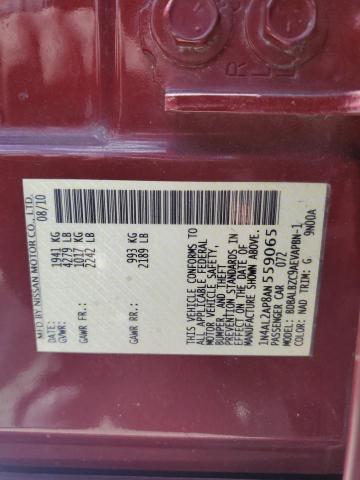 MFD BY NISSAN MOTOR CO., LTD.
08/10
GVWR: 1941 KG
4279 LB
GAWR FR.: 1017 KG
2242 LB
GAWR RR.: 993 KG
2189 LB
THIS VEHICLE CONFORMS TO
ALL APPLICABLE FEDERAL
MOTOR VEHICLE SAFETY,
BUMPER, AND THEFT
PREVENTION STANDARDS IN
EFFECT ON THE DATE OF
MANUFACTURE SHOWN ABOVE.
1N4AL2AP8AN559065
PASSENGER CAR 072
MODEL: BDBALBZC9AEVAPBN-1
COLOR: NAD TRIM: G 9N00A